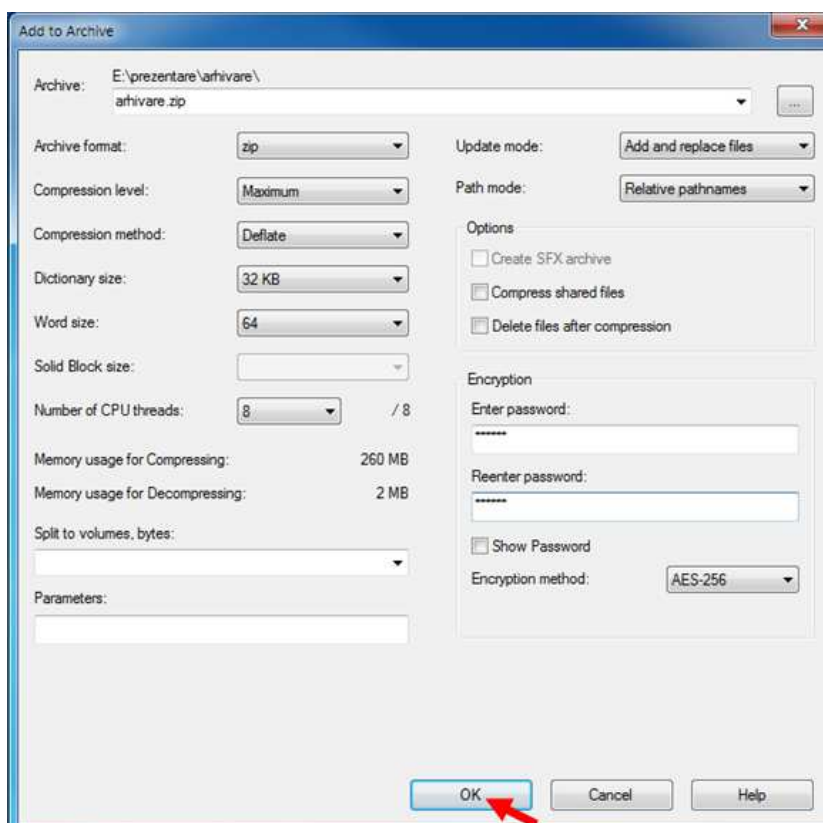 Add to Archive
Archive:
E:\prezentare\arhivare\
arhivare.zip
...
Archive format:
zip
Compression level:
Maximum
Compression method:
Deflate
Dictionary size:
32 KB
Word size:
64
Solid Block size:
Number of CPU threads:
8
/ 8
Memory usage for Compressing:
260 MB
Memory usage for Decompressing:
2 MB
Split to volumes, bytes:
Parameters:
Update mode:
Add and replace files
Path mode:
Relative pathnames
Options
Create SFX archive
Compress shared files
Delete files after compression
Encryption
Enter password:
******
Reenter password:
******
Show Password
Encryption method:
AES-256
OK
Cancel
Help